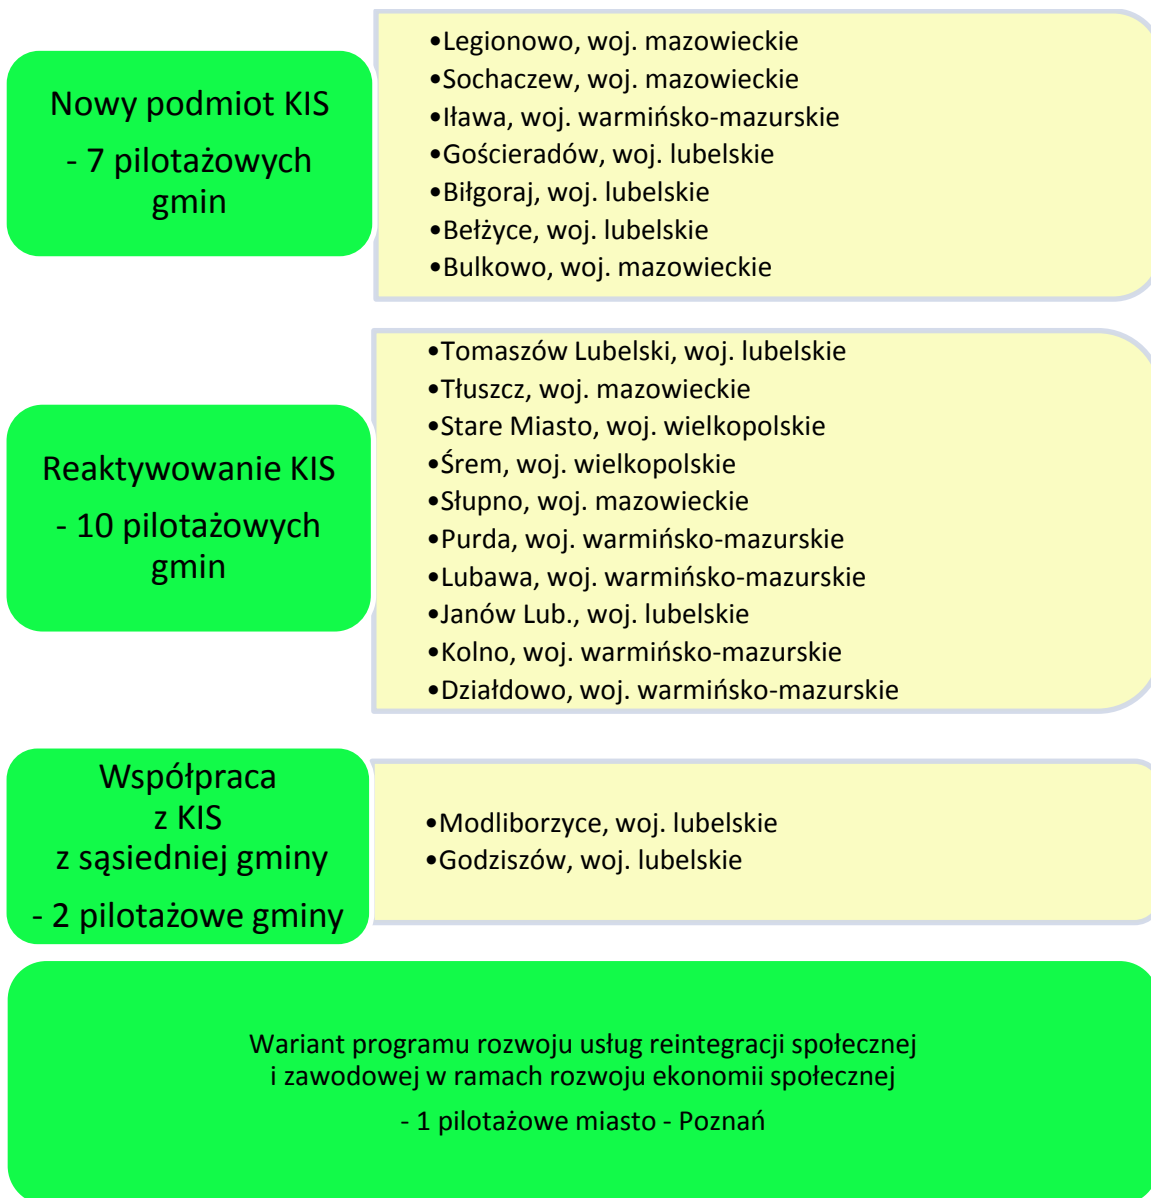 Nowy podmiot KIS
- 7 pilotażowych
gmin
•Legionowo, woj. mazowieckie
•Sochaczew, woj. mazowieckie
•Iława, woj. warmińsko-mazurskie
•Gościeradów, woj. lubelskie
•Biłgoraj, woj. lubelskie
•Bełżyce, woj. lubelskie
•Bulkowo, woj. mazowieckie
Reaktywowanie KIS
- 10 pilotażowych
gmin
•Tomaszów Lubelski, woj. lubelskie
•Tłuszcz, woj. mazowieckie
•Stare Miasto, woj. wielkopolskie
•Śrem, woj. wielkopolskie
•Słupno, woj. mazowieckie
•Purda, woj. warmińsko-mazurskie
•Lubawa, woj. warmińsko-mazurskie
•Janów Lub., woj. lubelskie
•Kolno, woj. warmińsko-mazurskie
•Działdowo, woj. warmińsko-mazurskie
Współpraca
z KIS
z sąsiedniej gminy
- 2 pilotażowe gminy
•Modliborzyce, woj. lubelskie
•Godziszów, woj. lubelskie
Wariant programu rozwoju usług reintegracji społecznej
i zawodowej w ramach rozwoju ekonomii społecznej
- 1 pilotażowe miasto - Poznań